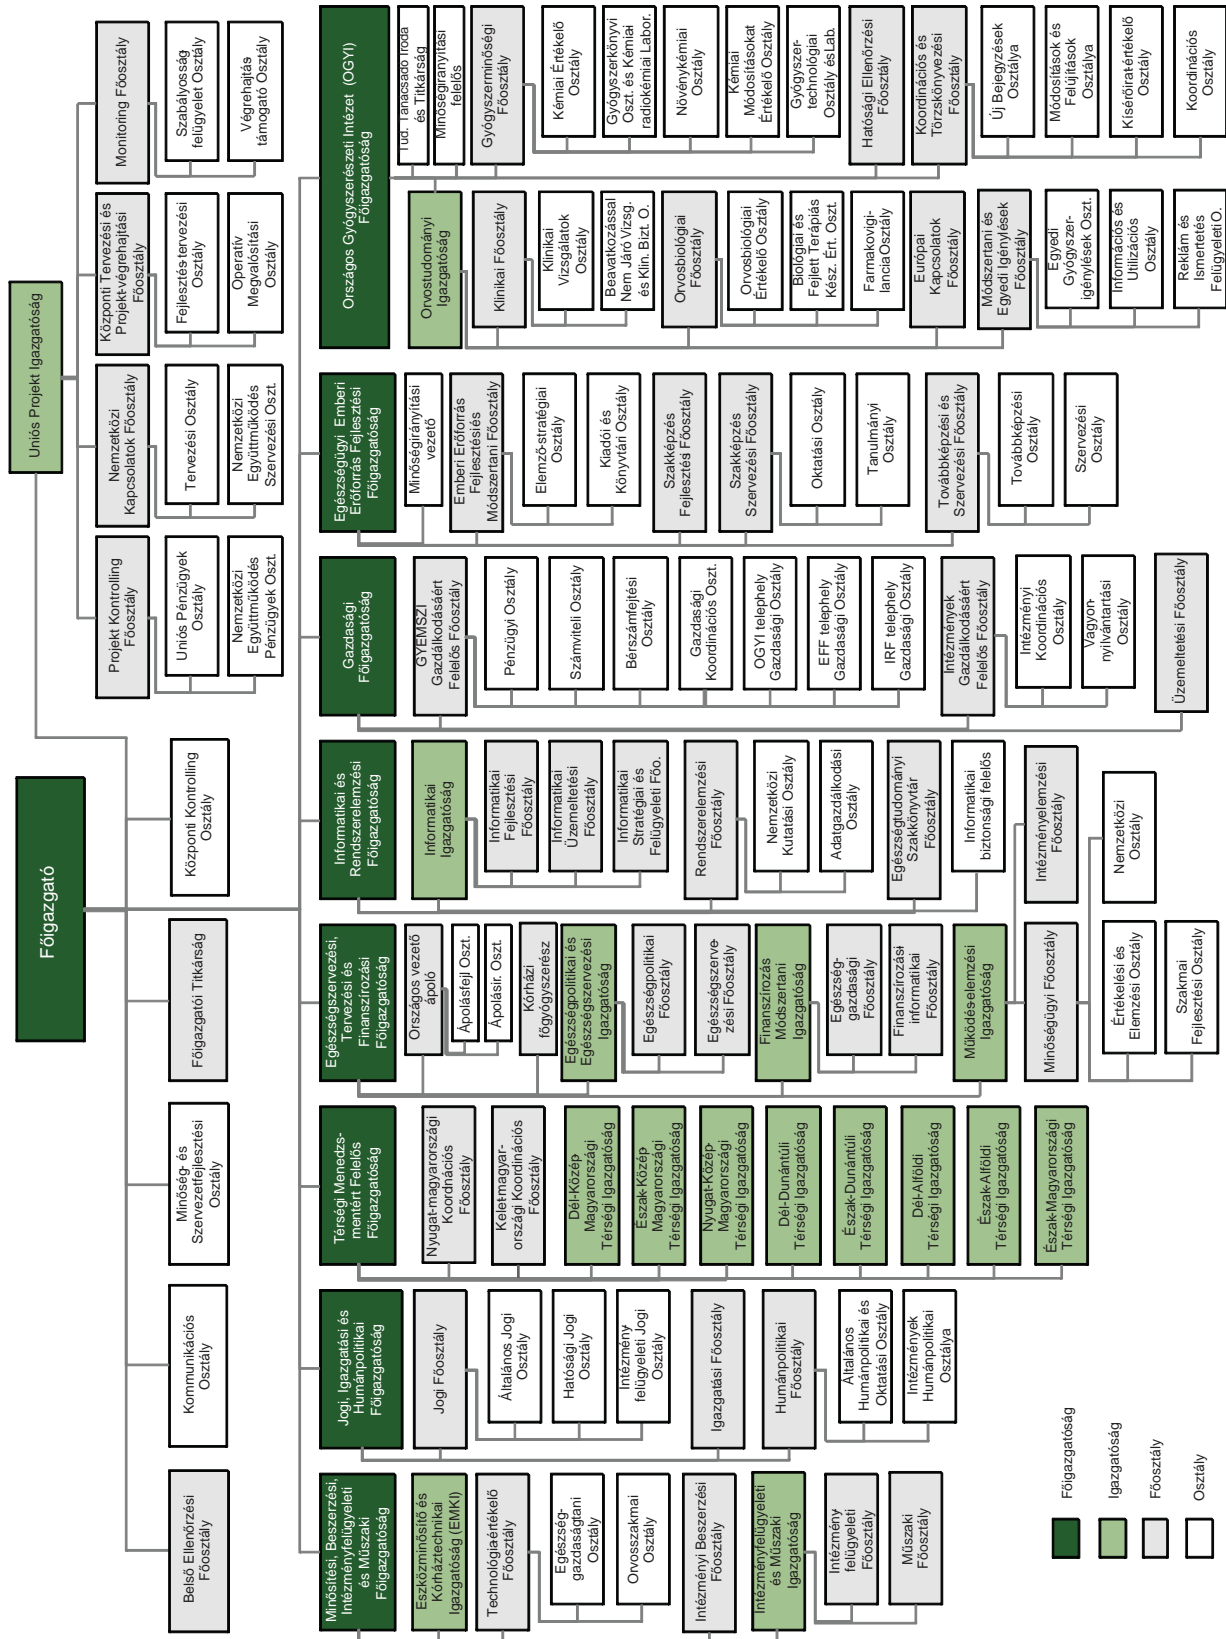 Főigazgató
Uniós Projekt Igazgatóság
Belső Ellenőrzési
Főosztály
Kommunikációs
Osztály
Minőség- és
Szervezetfejlesztési
Osztály
Főigazgatói Titkárság
Központi Kontrolling
Osztály
Projekt Kontrolling
Főosztály
Uniós Pénzügyek
Osztály
Nemzetközi
Együttműködés
Pénzügyek Oszt.
Nemzetközi
Kapcsolatok Főosztály
Tervezési Osztály
Nemzetközi
Együttműködés
Szervezési Oszt.
Központi Tervezési és
Projekt-végrehajtási
Főosztály
Fejlesztéstervezési
Osztály
Operatív
Megvalósítási
Osztály
Monitoring Főosztály
Szabályosság
felügyelet Osztály
Végrehajtás
támogató Osztály
Minősítési, Beszerzési,
Intézményfelügyeleti
és Műszaki
Főigazgatóság
Eszközminősítő és
Kórháztechnikai
Igazgatóság (EMKI)
Technológiaértékelő
Főosztály
Egészség-
gazdaságtani
Osztály
Orvosszakmai
Osztály
Intézményi Beszerzési
Főosztály
Intézményfelügyeleti
és Műszaki
Igazgatóság
Intézmény-
felügyeleti
Főosztály
Műszaki
Főosztály
Jogi, Igazgatási és
Humánpolitikai
Főigazgatóság
Jogi Főosztály
Általános Jogi
Osztály
Hatósági Jogi
Osztály
Intézmény-
felügyeleti Jogi
Osztály
Igazgatási Főosztály
Humánpolitikai
Főosztály
Általános
Humánpolitikai és
Oktatási Osztály
Intézmények
Humánpolitikai
Osztálya
Térségi Menedzs-
mentért Felelős
Főigazgatóság
Nyugat-magyarországi
Koordnációs
Főosztály
Kelet-magyar-
országi Koordinációs
Főosztály
Dél-Közép-
Magyarországi
Térségi Igazgatóság
Észak-Közép-
Magyarországi
Térségi Igazgatóság
Nyugat-Közép-
Magyarországi
Térségi Igazgatóság
Dél-Dunántúli
Térségi Igazgatóság
Észak-Dunántúli
Térségi Igazgatóság
Dél-Alföldi
Térségi Igazgatóság
Észak-Alföldi
Térségi Igazgatóság
Észak-Magyarországi
Térségi Igazgatóság
Egészségszervezési,
Tervezési és
Finanszírozási
Főigazgatóság
Országos vezető
ápoló
Ápolásfejl Oszt.
Ápolásir. Oszt.
Kórházi
főgyógyszerész
Egészségpolitikai és
Egészségszervezési
Igazgatóság
Egészségpolitikai
Főosztály
Egészségszerve-
zési Főosztály
Finanszírozás
Módszertani
Igazgatóság
Egészség-
gazdasági
Főosztály
Finanszírozási-
informatikai
Főosztály
Működés-elemzési
Igazgatóság
Minőségügyi Főosztály
Értékelési és
Elemzési Osztály
Szakmai
Fejlesztési Osztály
Intézményelemzési
Főosztály
Nemzetközi
Osztály
Informatikai és
Rendszerelemzési
Főigazgatóság
Informatikai
Igazgatóság
Informatikai
Fejlesztési
Főosztály
Informatikai
Üzemeltetési
Főosztály
Informatikai
Stratégiai és
Felügyeleti Főo.
Rendszerelemzési
Főosztály
Nemzetközi
Kutatási Osztály
Adatgazdálkodási
Osztály
Egészségtudományi
Szakkönyvtár
Főosztály
Informatikai
biztonsági felelős
Gazdasági
Főigazgatóság
GYEMSZI
Gazdálkodásáért
Felelős Főosztály
Pénzügyi Osztály
Számviteli Osztály
Bérszámfejtési
Osztály
Gazdasági
Koordinációs Oszt.
OGYI telephely
Gazdasági Osztály
EFF telephely
Gazdasági Osztály
IRF telephely
Gazdasági Osztály
Intézmények
Gazdálkodásáért
Felelős Főosztály
Intézményi
Koordinációs
Osztály
Vagyon-
nyilvántartási
Osztály
Üzemeltetési Főosztály
Egészségügyi Emberi
Erőforrás Fejlesztési
Főigazgatóság
Minőségirányítási
vezető
Emberi Erőforrás
Fejlesztésiés
Módszertani Főosztály
Elemző-stratégiai
Osztály
Kiadói és
Könyvtári Osztály
Szakképzés
Fejlesztési Főosztály
Szakképzés
Szervezési Főosztály
Oktatási Osztály
Tanulmányi
Osztály
Továbbképzési és
Szervezési Főosztály
Továbbképzési
Osztály
Szervezési
Osztály
Országos Gyógyszerészeti Intézet (OGYI)
Főigazgatóság
Orvostudományi
Igazgatóság
Klinikai Főosztály
Klinikai
Vizsgálatok
Osztály
Beavatkozással
Nem Járó Vizsg.
és Klin. Bizt. O.
Orvosbiológiai
Főosztály
Orvosbiológiai
Értékelő Osztály
Biológiai és
Fejlett Terápiás
Kész. Ért. Oszt.
Farmakovigi-
lancia Osztály
Európai
Kapcsolatok
Főosztály
Módszertani és
Egyedi Igénylések
Főosztály
Egyedi
Gyógyszer-
igénylések Oszt.
Információs és
Utilizációs
Osztály
Reklám és
Ismertetés
Felügyeleti O.
Tud. Tanácsadó Iroda
és Titkárság
Minőségirányítási
felelős
Gyógyszerminőségi
Főosztály
Kémiai Értékelő
Osztály
Gyógyszerkönyvi
Oszt. és Kémiai
radiokémiai Labor.
Növénykémiai
Osztály
Kémiai
Módosításokat
Értékelő Osztály
Gyógyszer-
technológiai
Osztály és Lab.
Hatósági Ellenőrzési
Főosztály
Koordinációs és
Törzskönyvezési
Főosztály
Új Bejegyzések
Osztálya
Módosítások és
Felújítások
Osztálya
Kísérőiratértékelő
Osztály
Koordinációs
Osztály
Főigazgatóság
Igazgatóság
Főosztály
Osztály